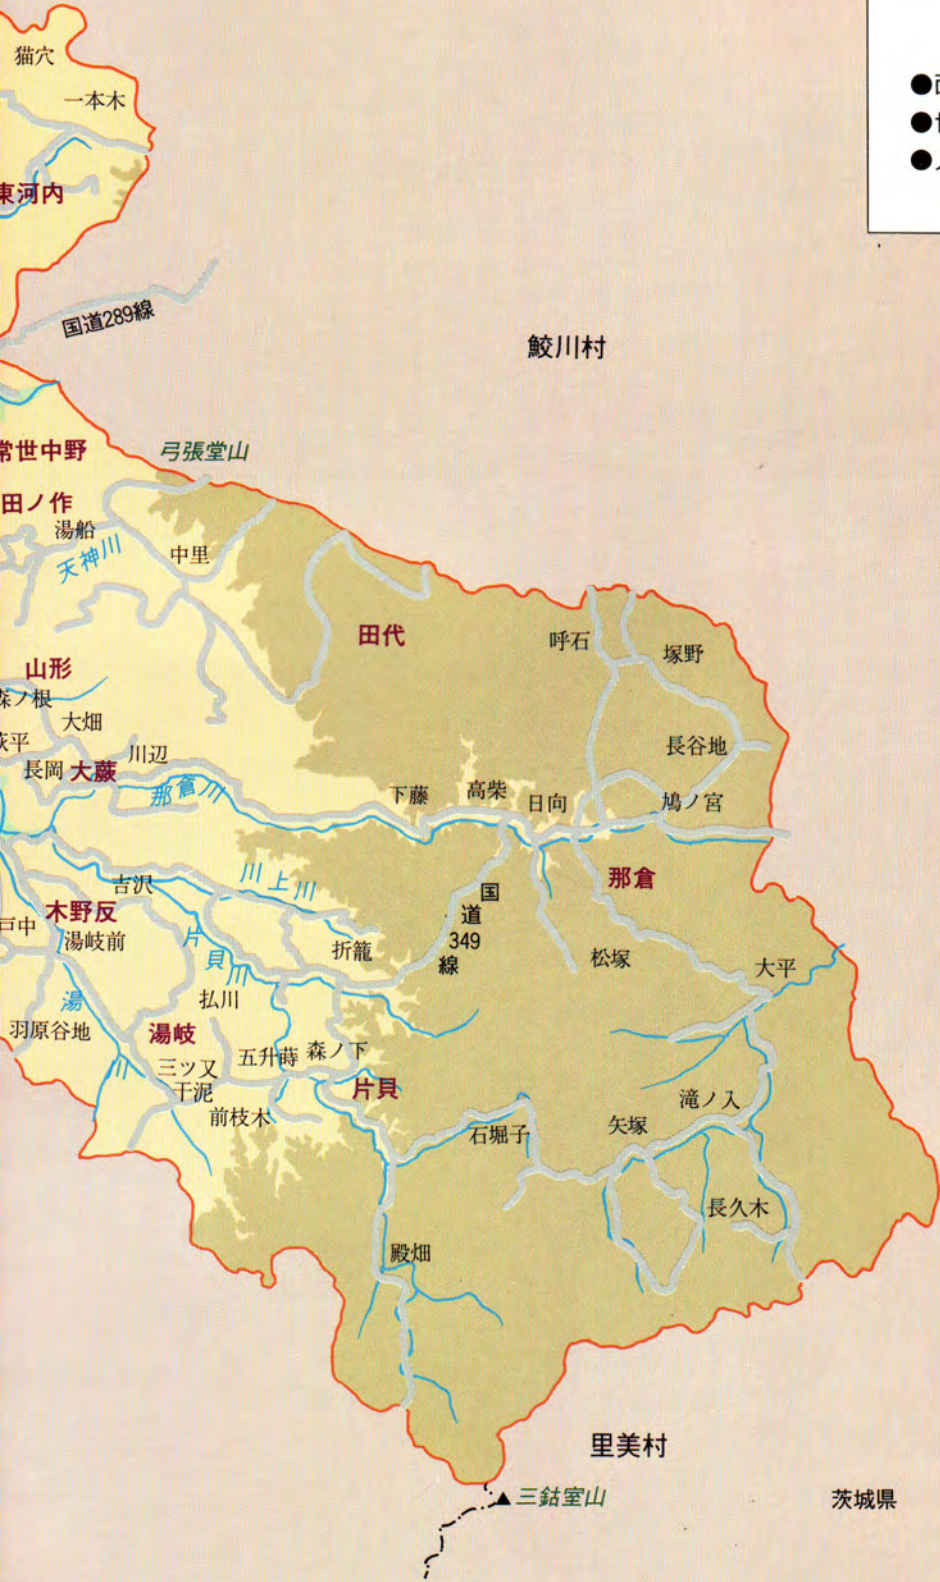 猫穴
一本木
東河内
国道289線
鮫川村
常世中野
弓張堂山
田ノ作
湯船
天神川
中里
田代
呼石
塚野
山形
森ノ根
大畑
川辺
長谷地
長岡
大蕨
那倉川
下藤
高柴
日向
鳩ノ宮
吉沢
川上川
那倉
国道349線
木野反
戸中
湯岐前
片貝川
折籠
松塚
大平
払川
湯川
羽原谷地
湯岐
三ツ又
五升蒔
森ノ下
干泥
片貝
前枝木
滝ノ入
石堀子
矢塚
長久木
殿畑
里美村
三鈷室山
茨城県